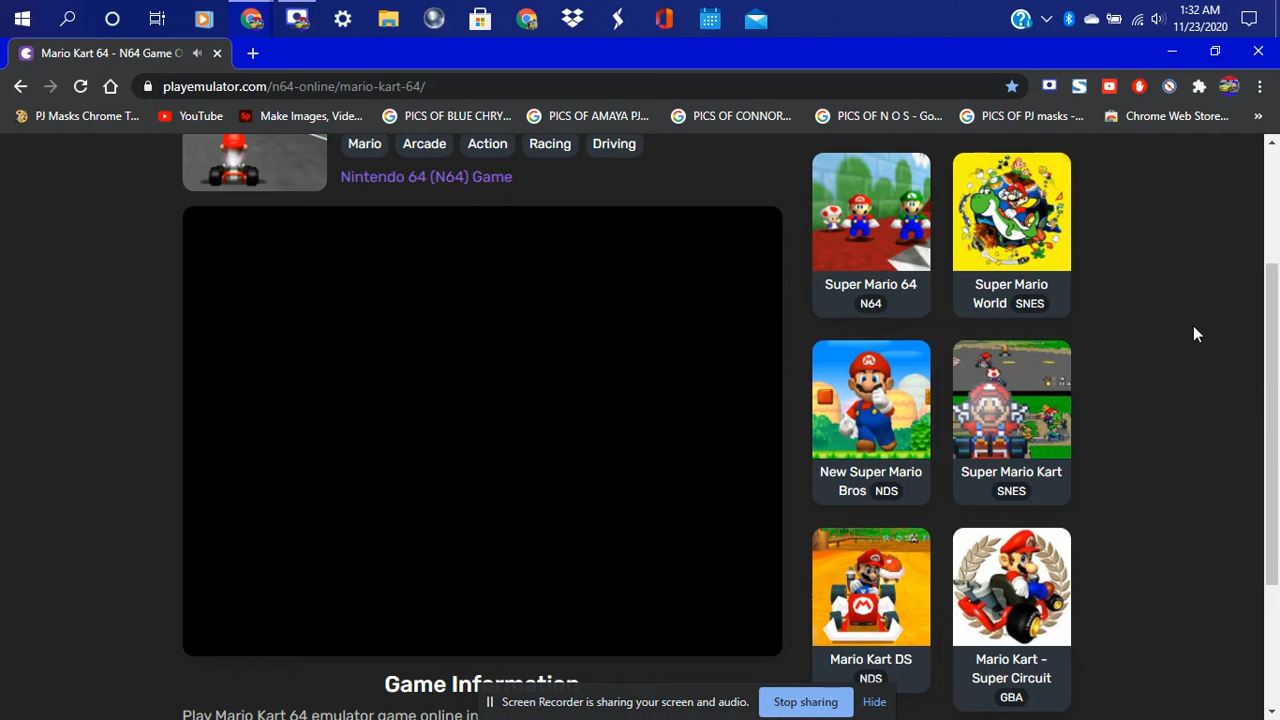 1:32 AM
11/23/2020
Mario Kart 64 - N64 Game O
playemulator.com/n64-online/mario-kart-64/
PJ Masks Chrome T...
YouTube
Sp
Make Images, Vide...
PICS OF BLUE CHRY...
PICS OF AMAYA PJ...
PICS OF CONNOR...
PICS OF N O S - Go...
PICS OF PJ masks -...
Chrome Web Store...
»
Mario
Arcade
Action
Racing
Driving
Nintendo 64 (N64) Game
Super Mario 64
N64
Super Mario
World SNES
New Super Mario
Bros NDS
Super Mario Kart
SNES
Mario Kart DS
NDS
Mario Kart -
Super Circuit
GBA
Game Information
Screen Recorder is sharing your screen and audio.
Stop sharing
Hide
Play Mario Kart 64 emulator game online in